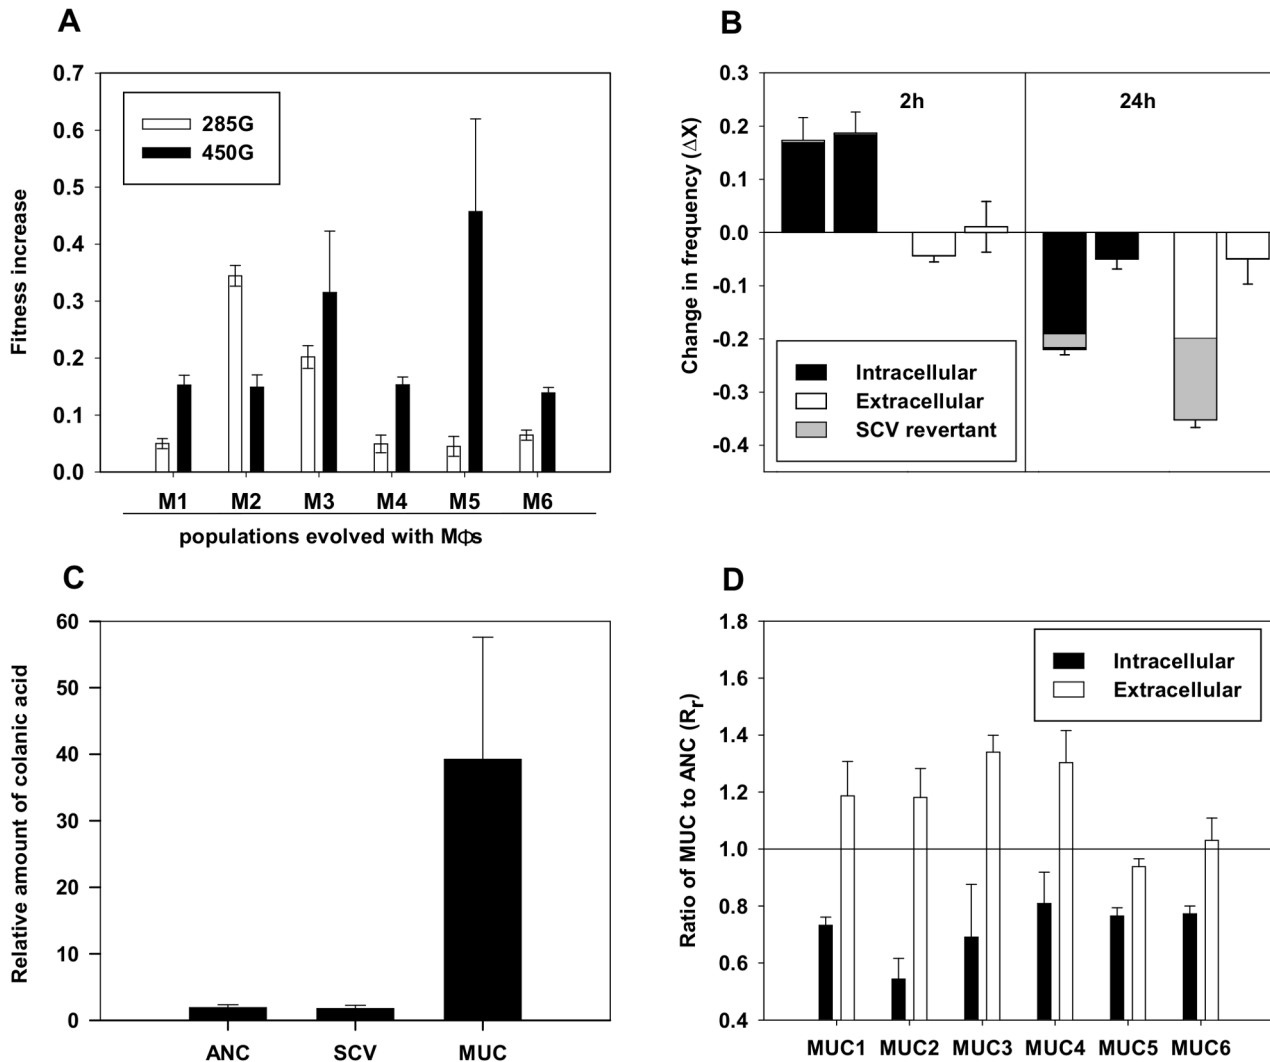 A
Fitness increase
0.7
0.6
0.5
0.4
0.3
0.2
0.1
0.0
285G
450G
M1 M2 M3 M4 M5 M6
populations evolved with MΦs
B
Change in frequency (ΔX)
0.3
0.2
0.1
0.0
-0.1
-0.2
-0.3
-0.4
2h 24h
Intracellular
Extracellular
SCV revertant
C
Relative amount of colanic acid
60
50
40
30
20
10
0
ANC SCV MUC
D
Ratio of MUC to ANC (Rr)
1.8
1.6
1.4
1.2
1.0
0.8
0.6
0.4
Intracellular
Extracellular
MUC1 MUC2 MUC3 MUC4 MUC5 MUC6